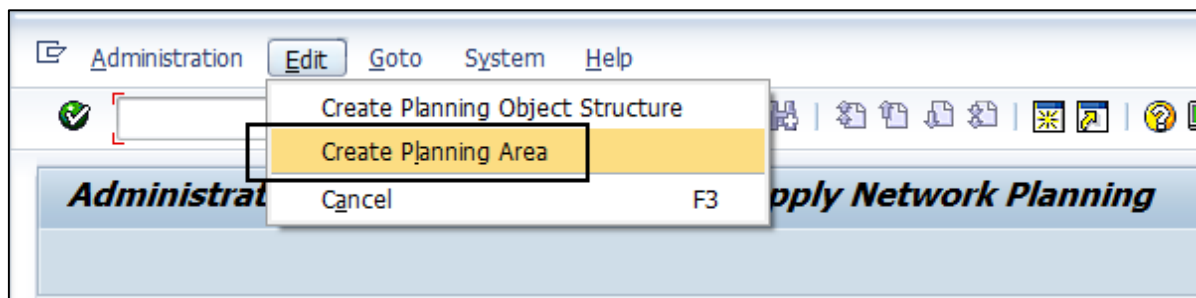 Administration Edit Goto System Help
Create Planning Object Structure
Create Planning Area
Administrat pply Network Planning
Cancel F3